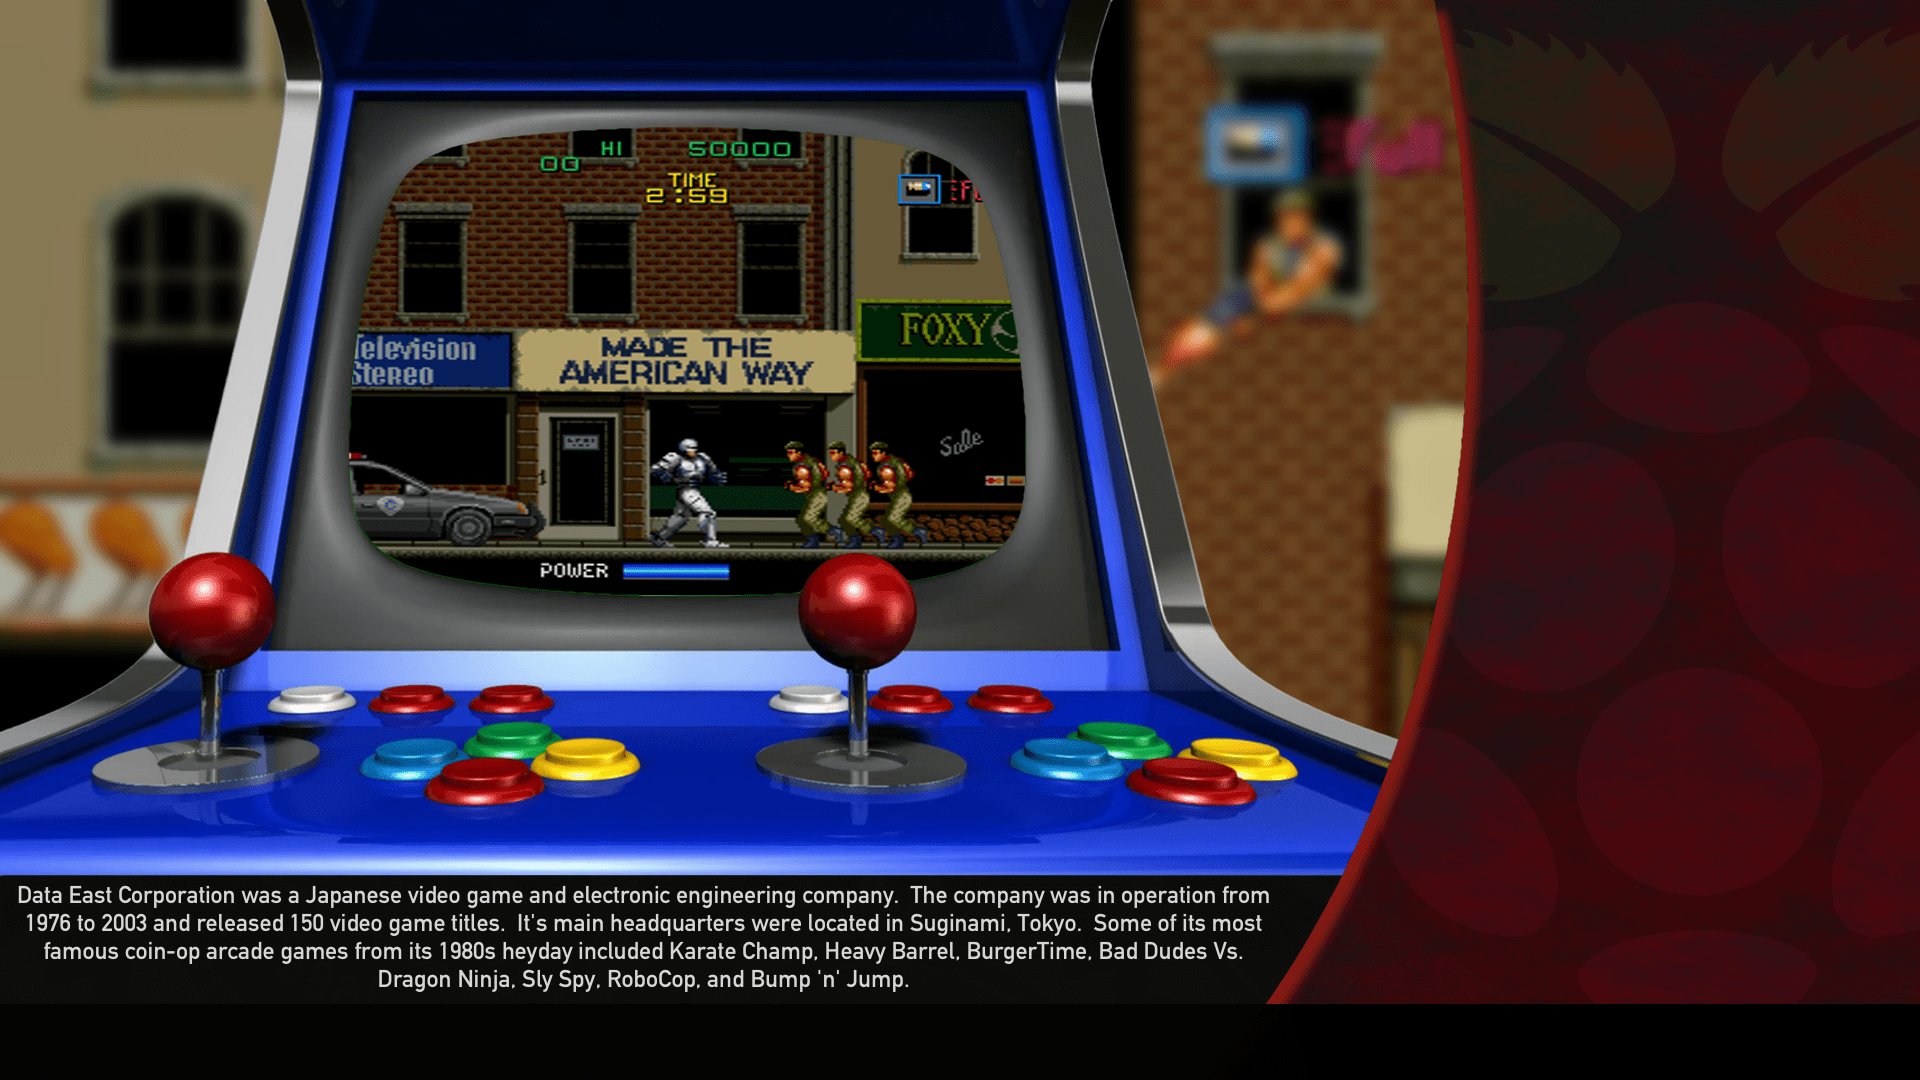 HI 50000
00
TIME
2:59
FOXY
Television
Stereo
MADE THE
AMERICAN WAY
POWER
Data East Corporation was a Japanese video game and electronic engineering company.  The company was in operation from
1976 to 2003 and released 150 video game titles.  It's main headquarters were located in Suginami, Tokyo.  Some of its most
famous coin-op arcade games from its 1980s heyday included Karate Champ, Heavy Barrel, BurgerTime, Bad Dudes Vs.
Dragon Ninja, Sly Spy, RoboCop, and Bump 'n' Jump.